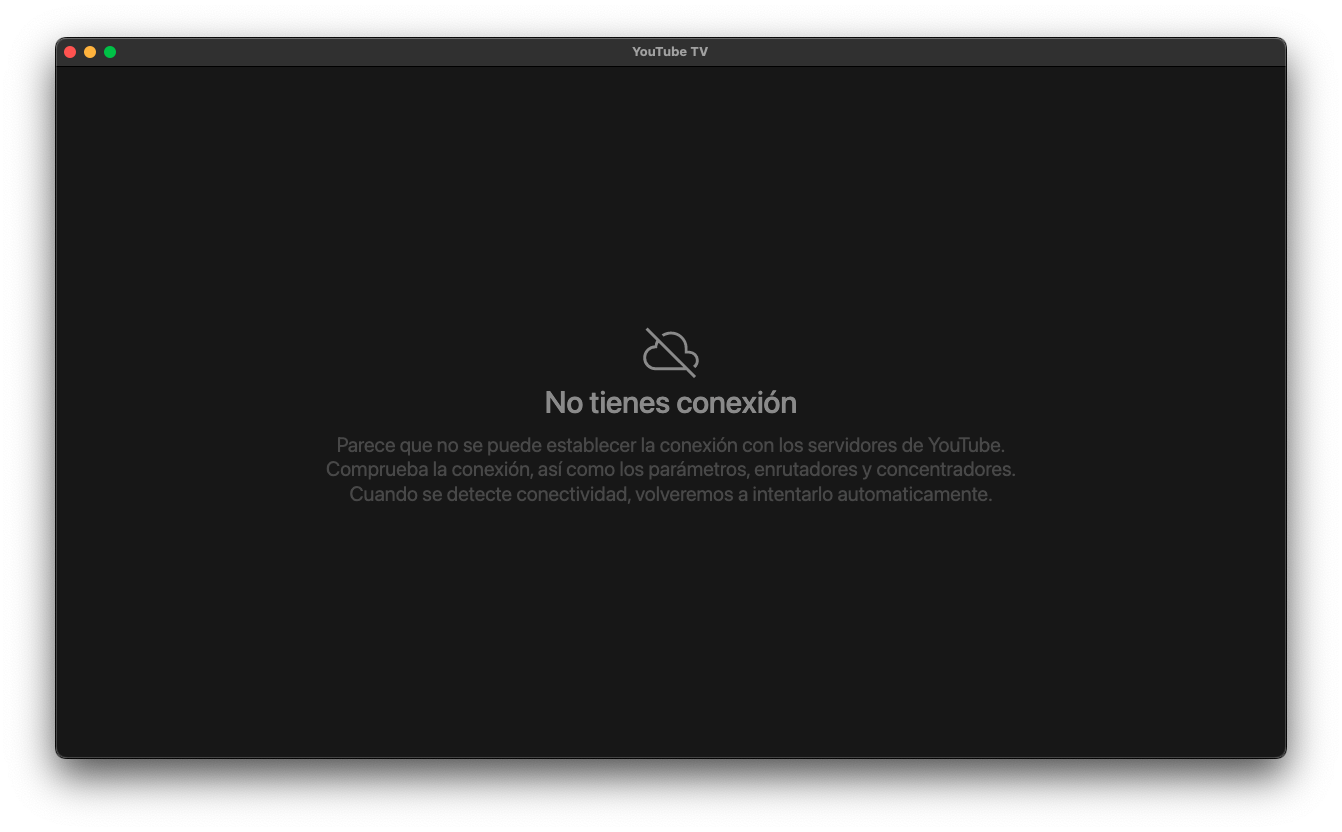 YouTube TV
No tienes conexión
Parece que no se puede establecer la conexión con los servidores de YouTube.
Comprueba la conexión, así como los parámetros, enrutadores y concentradores.
Cuando se detecte conectividad, volveremos a intentarlo automaticamente.